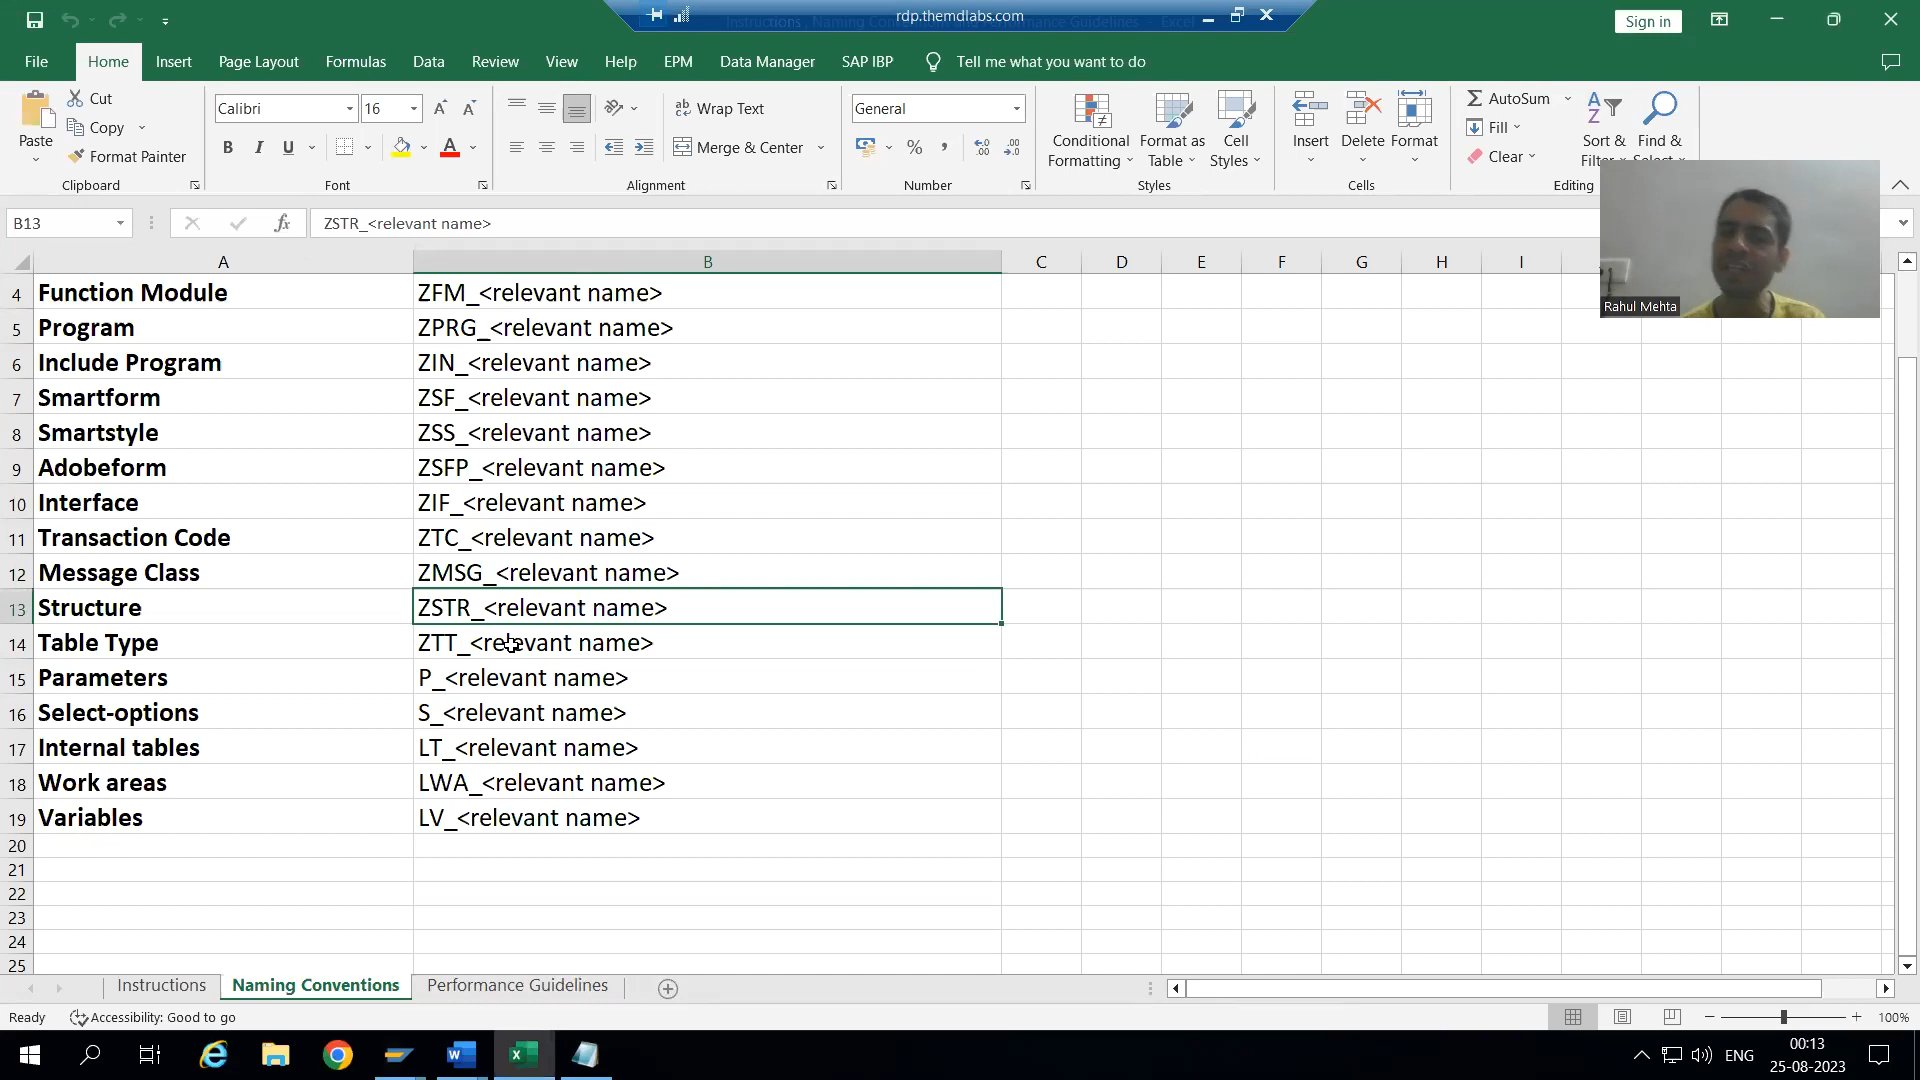 rdp.themdlabs.com
Sign in
File Home Insert Page Layout Formulas Data Review View Help EPM Data Manager SAP IBP Tell me what you want to do
Paste
Cut
Copy
Format Painter
Clipboard
Calibri 16
B I U
Font
Wrap Text
Merge & Center
Alignment
General
% ,
Number
Conditional Formatting
Format as Table
Cell Styles
Styles
Insert
Delete
Format
Cells
AutoSum
Fill
Clear
Sort & Filter
Find & Select
Editing
B13 fx ZSTR_<relevant name>
Rahul Mehta
A B C D E F G H I
4 Function Module ZFM_<relevant name>
5 Program ZPRG_<relevant name>
6 Include Program ZIN_<relevant name>
7 Smartform ZSF_<relevant name>
8 Smartstyle ZSS_<relevant name>
9 Adobeform ZSFP_<relevant name>
10 Interface ZIF_<relevant name>
11 Transaction Code ZTC_<relevant name>
12 Message Class ZMSG_<relevant name>
13 Structure ZSTR_<relevant name>
14 Table Type ZTT_<relevant name>
15 Parameters P_<relevant name>
16 Select-options S_<relevant name>
17 Internal tables LT_<relevant name>
18 Work areas LWA_<relevant name>
19 Variables LV_<relevant name>
20
21
22
23
24
25
Instructions Naming Conventions Performance Guidelines
Ready Accessibility: Good to go 100%
ENG
00:13
25-08-2023